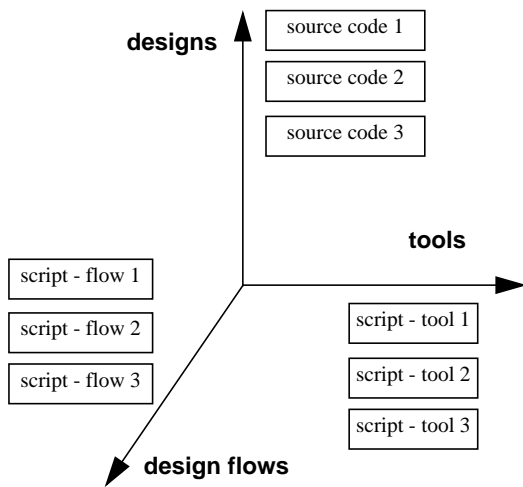 designs
source code 1
source code 2
source code 3
tools
script - flow 1
script - flow 2
script - flow 3
script - tool 1
script - tool 2
script - tool 3
design flows